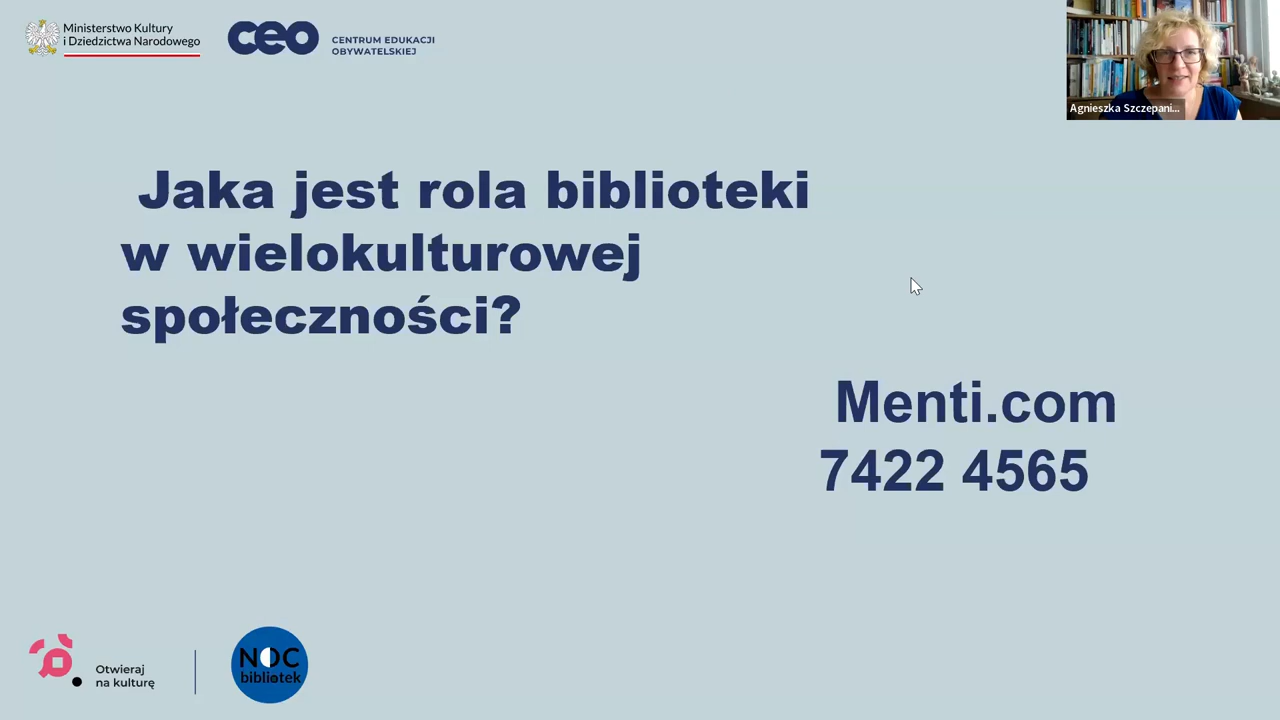 Ministerstwo Kultury
i Dziedzictwa Narodowego
ceo
CENTRUM EDUKACJI
OBYWATELSKIEJ
Agnieszka Szczepani...
Jaka jest rola biblioteki
w wielokulturowej
społeczności?
Menti.com
7422 4565
Otwieraj
na kulturę
NOC
bibliotek